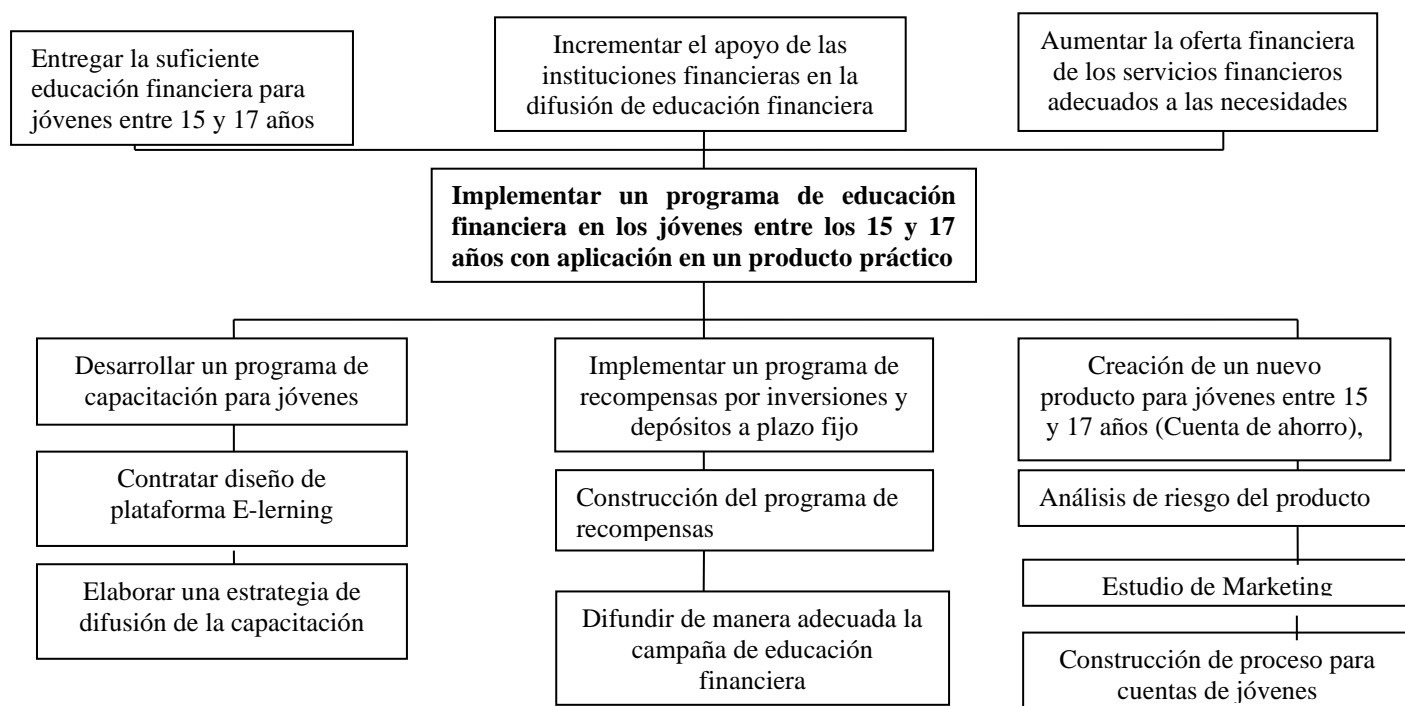 Entregar la suficiente
educación financiera para
jóvenes entre 15 y 17 años
Incrementar el apoyo de las
instituciones financieras en la
difusión de educación financiera
Aumentar la oferta financiera
de los servicios financieros
adecuados a las necesidades
Implementar un programa de educación
financiera en los jóvenes entre los 15 y 17
años con aplicación en un producto práctico
Desarrollar un programa de
capacitación para jóvenes
Contratar diseño de
plataforma E-lerning
Elaborar una estrategia de
difusión de la capacitación
Implementar un programa de
recompensas por inversiones y
depósitos a plazo fijo
Construcción del programa de
recompensas
Difundir de manera adecuada la
campaña de educación
financiera
Creación de un nuevo
producto para jóvenes entre 15
y 17 años (Cuenta de ahorro),
Análisis de riesgo del producto
Estudio de Marketing
Construcción de proceso para
cuentas de jóvenes